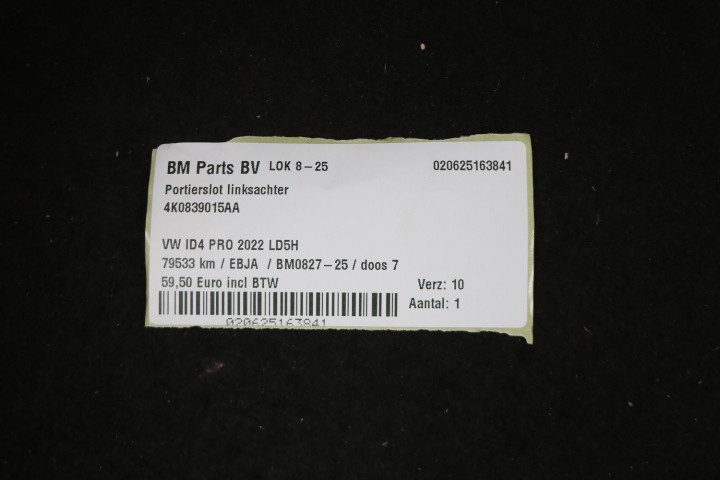 BM Parts BV LOK 8-25 020625163841
Portierslot linksachter
4K0839015AA
VW ID4 PRO 2022 LD5H
79533 km / EBJA / BM0827-25 / doos 7
59,50 Euro incl BTW Verz: 10
Aantal: 1
020625163841